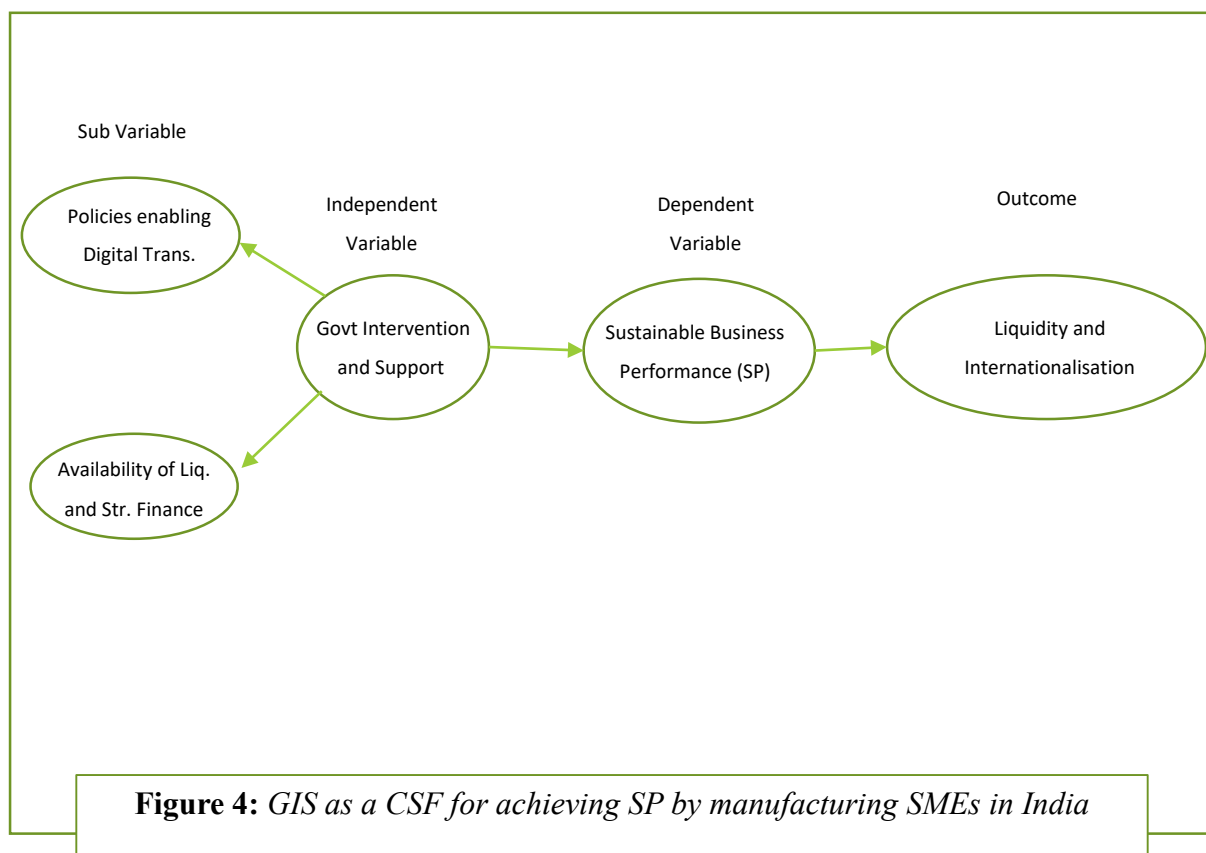 Sub Variable
Policies enabling
Digital Trans.
Independent
Variable
Dependent
Variable
Outcome
Govt Intervention
and Support
Sustainable Business
Performance (SP)
Liquidity and
Internationalisation
Availability of Liq.
and Str. Finance
Figure 4: GIS as a CSF for achieving SP by manufacturing SMEs in India